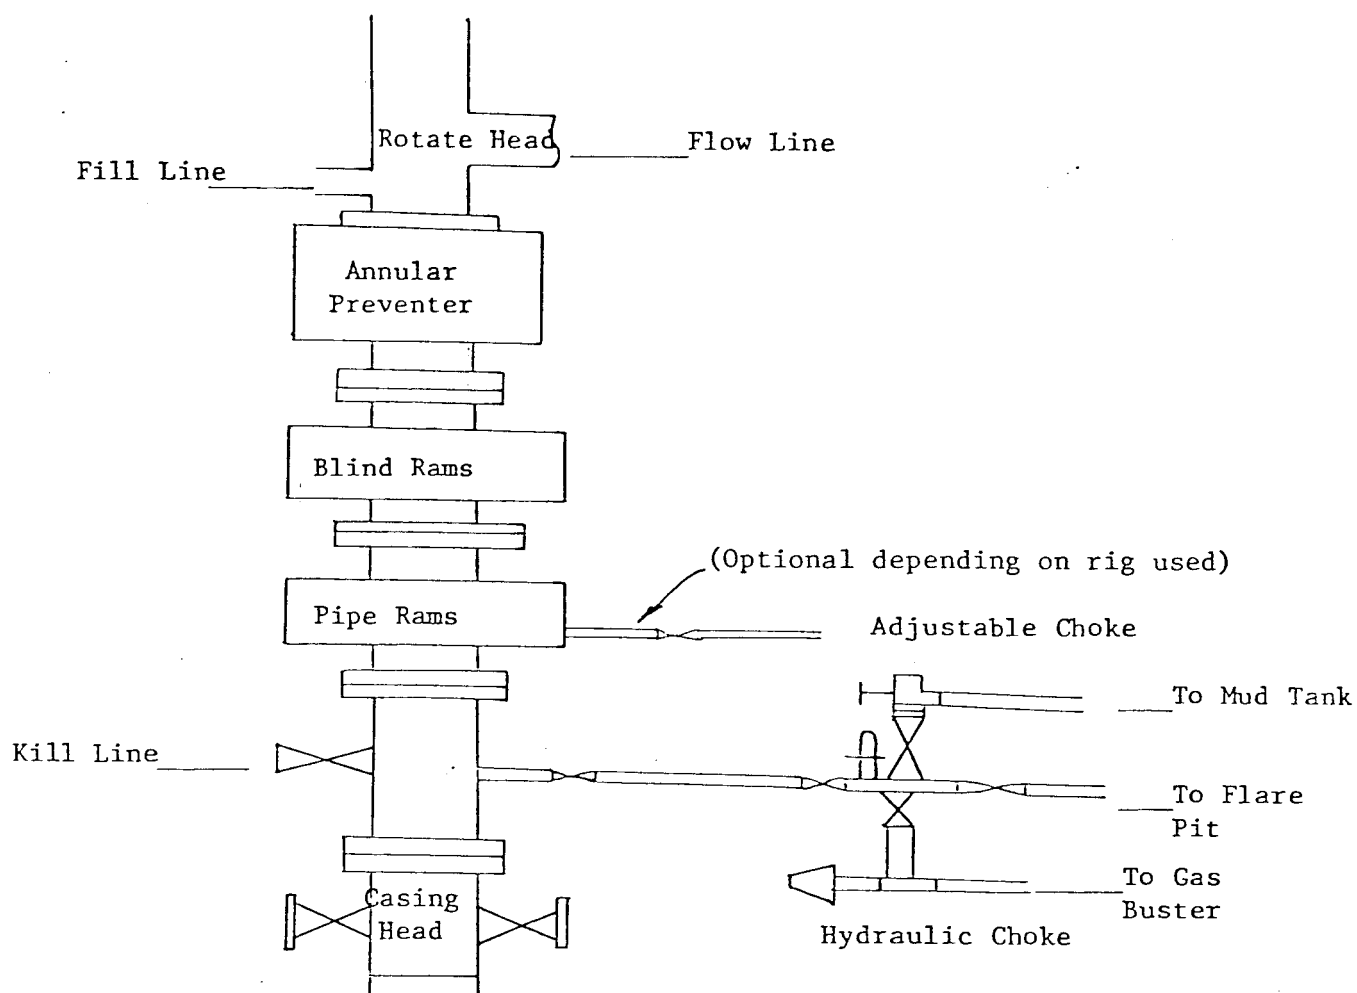 Rotate Head
Flow Line
Fill Line
Annular
Preventer
Blind Rams
(Optional depending on rig used)
Pipe Rams
Adjustable Choke
To Mud Tank
Kill Line
To Flare
Pit
To Gas
Buster
Casing
Head
Hydraulic Choke